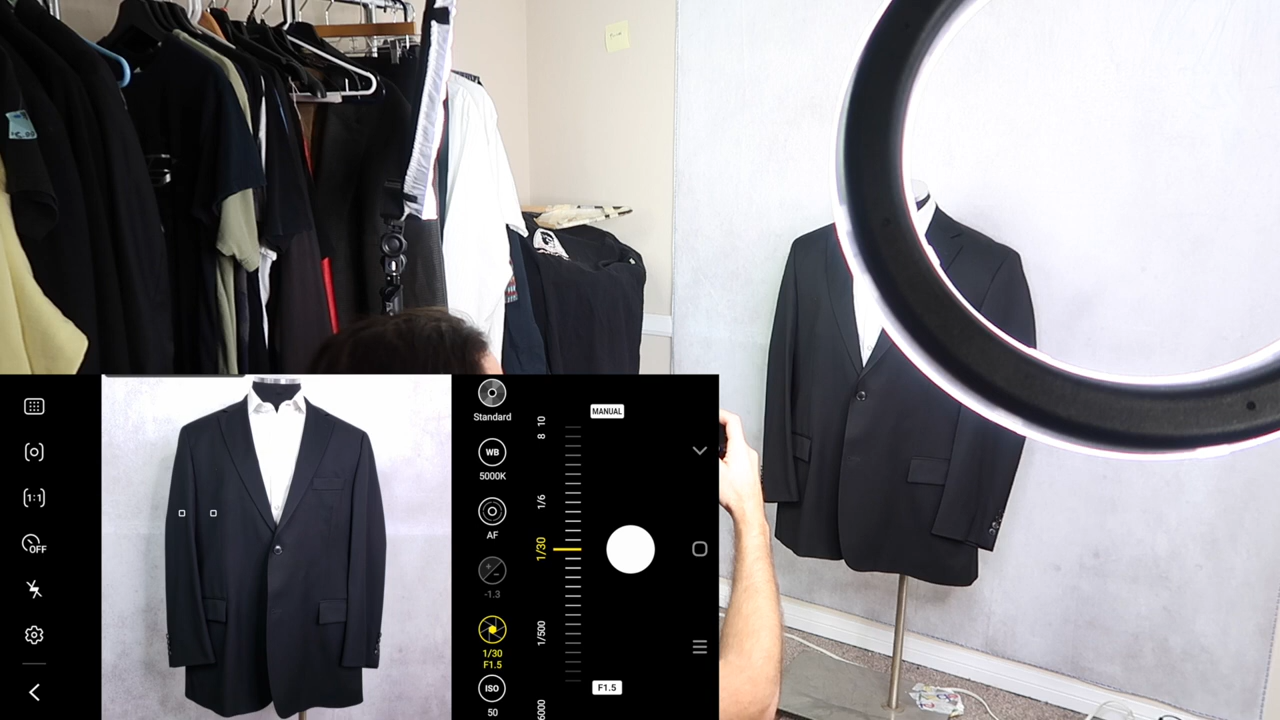 1:1
OFF
Standard
WB
5000K
AF
-1.3
1/30
F1.5
ISO
50
8 10
1/6
1/30
1/500
6000
MANUAL
F1.5